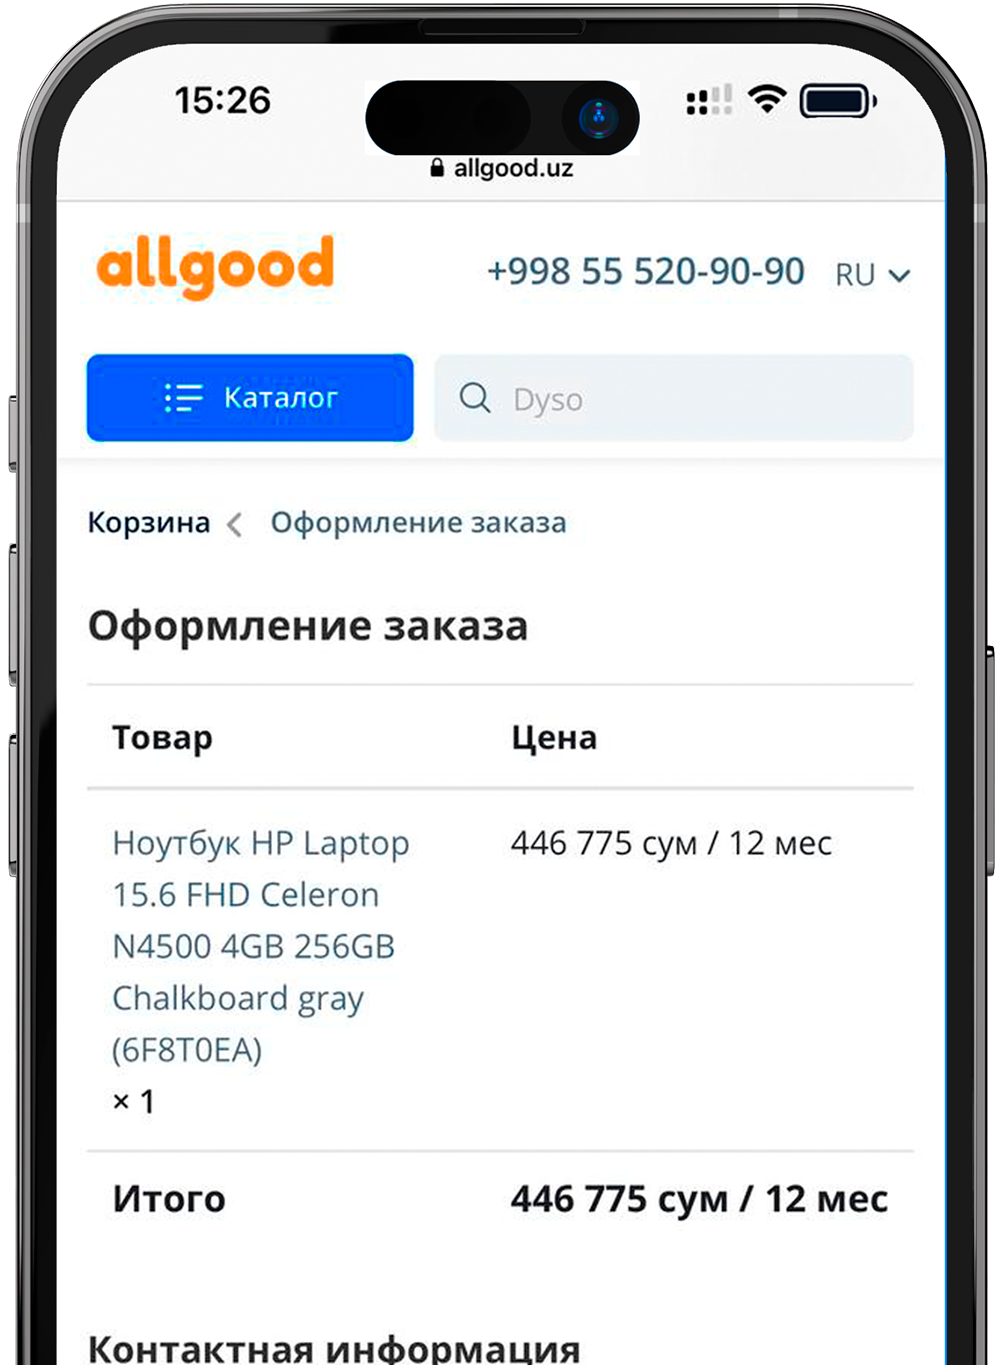 15:26
allgood.uz
allgood +998 55 520-90-90 RU
Каталог Dyso
Корзина Оформление заказа
Оформление заказа
Товар Цена
Ноутбук HP Laptop 446 775 сум / 12 мес
15.6 FHD Celeron
N4500 4GB 256GB
Chalkboard gray
(6F8T0EA)
× 1
Итого 446 775 сум / 12 мес
Контактная информация